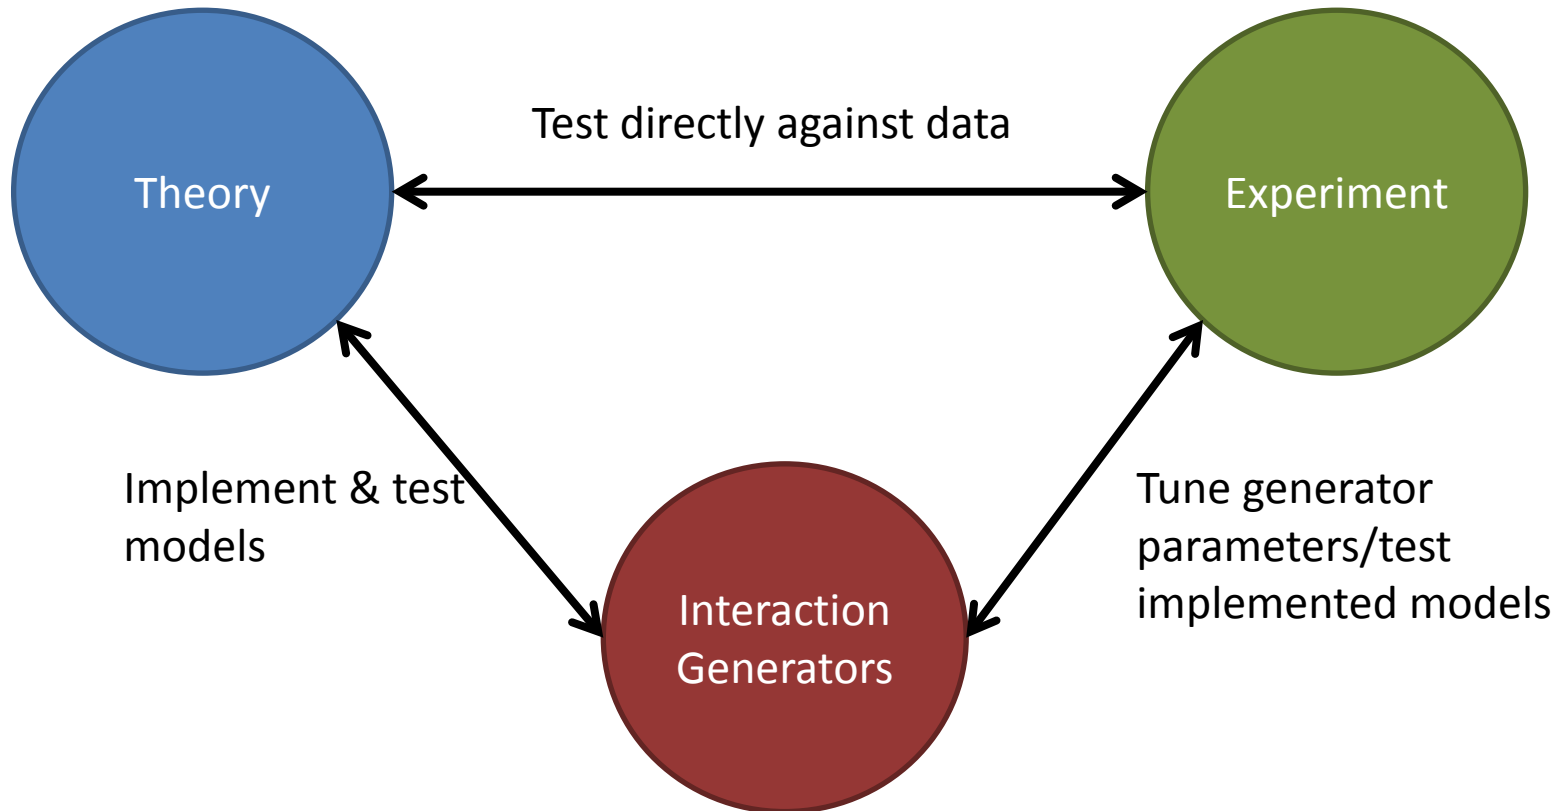 Test directly against data
Theory
Experiment
Implement & test
models
Tune generator
parameters/test
implemented models
Interaction
Generators